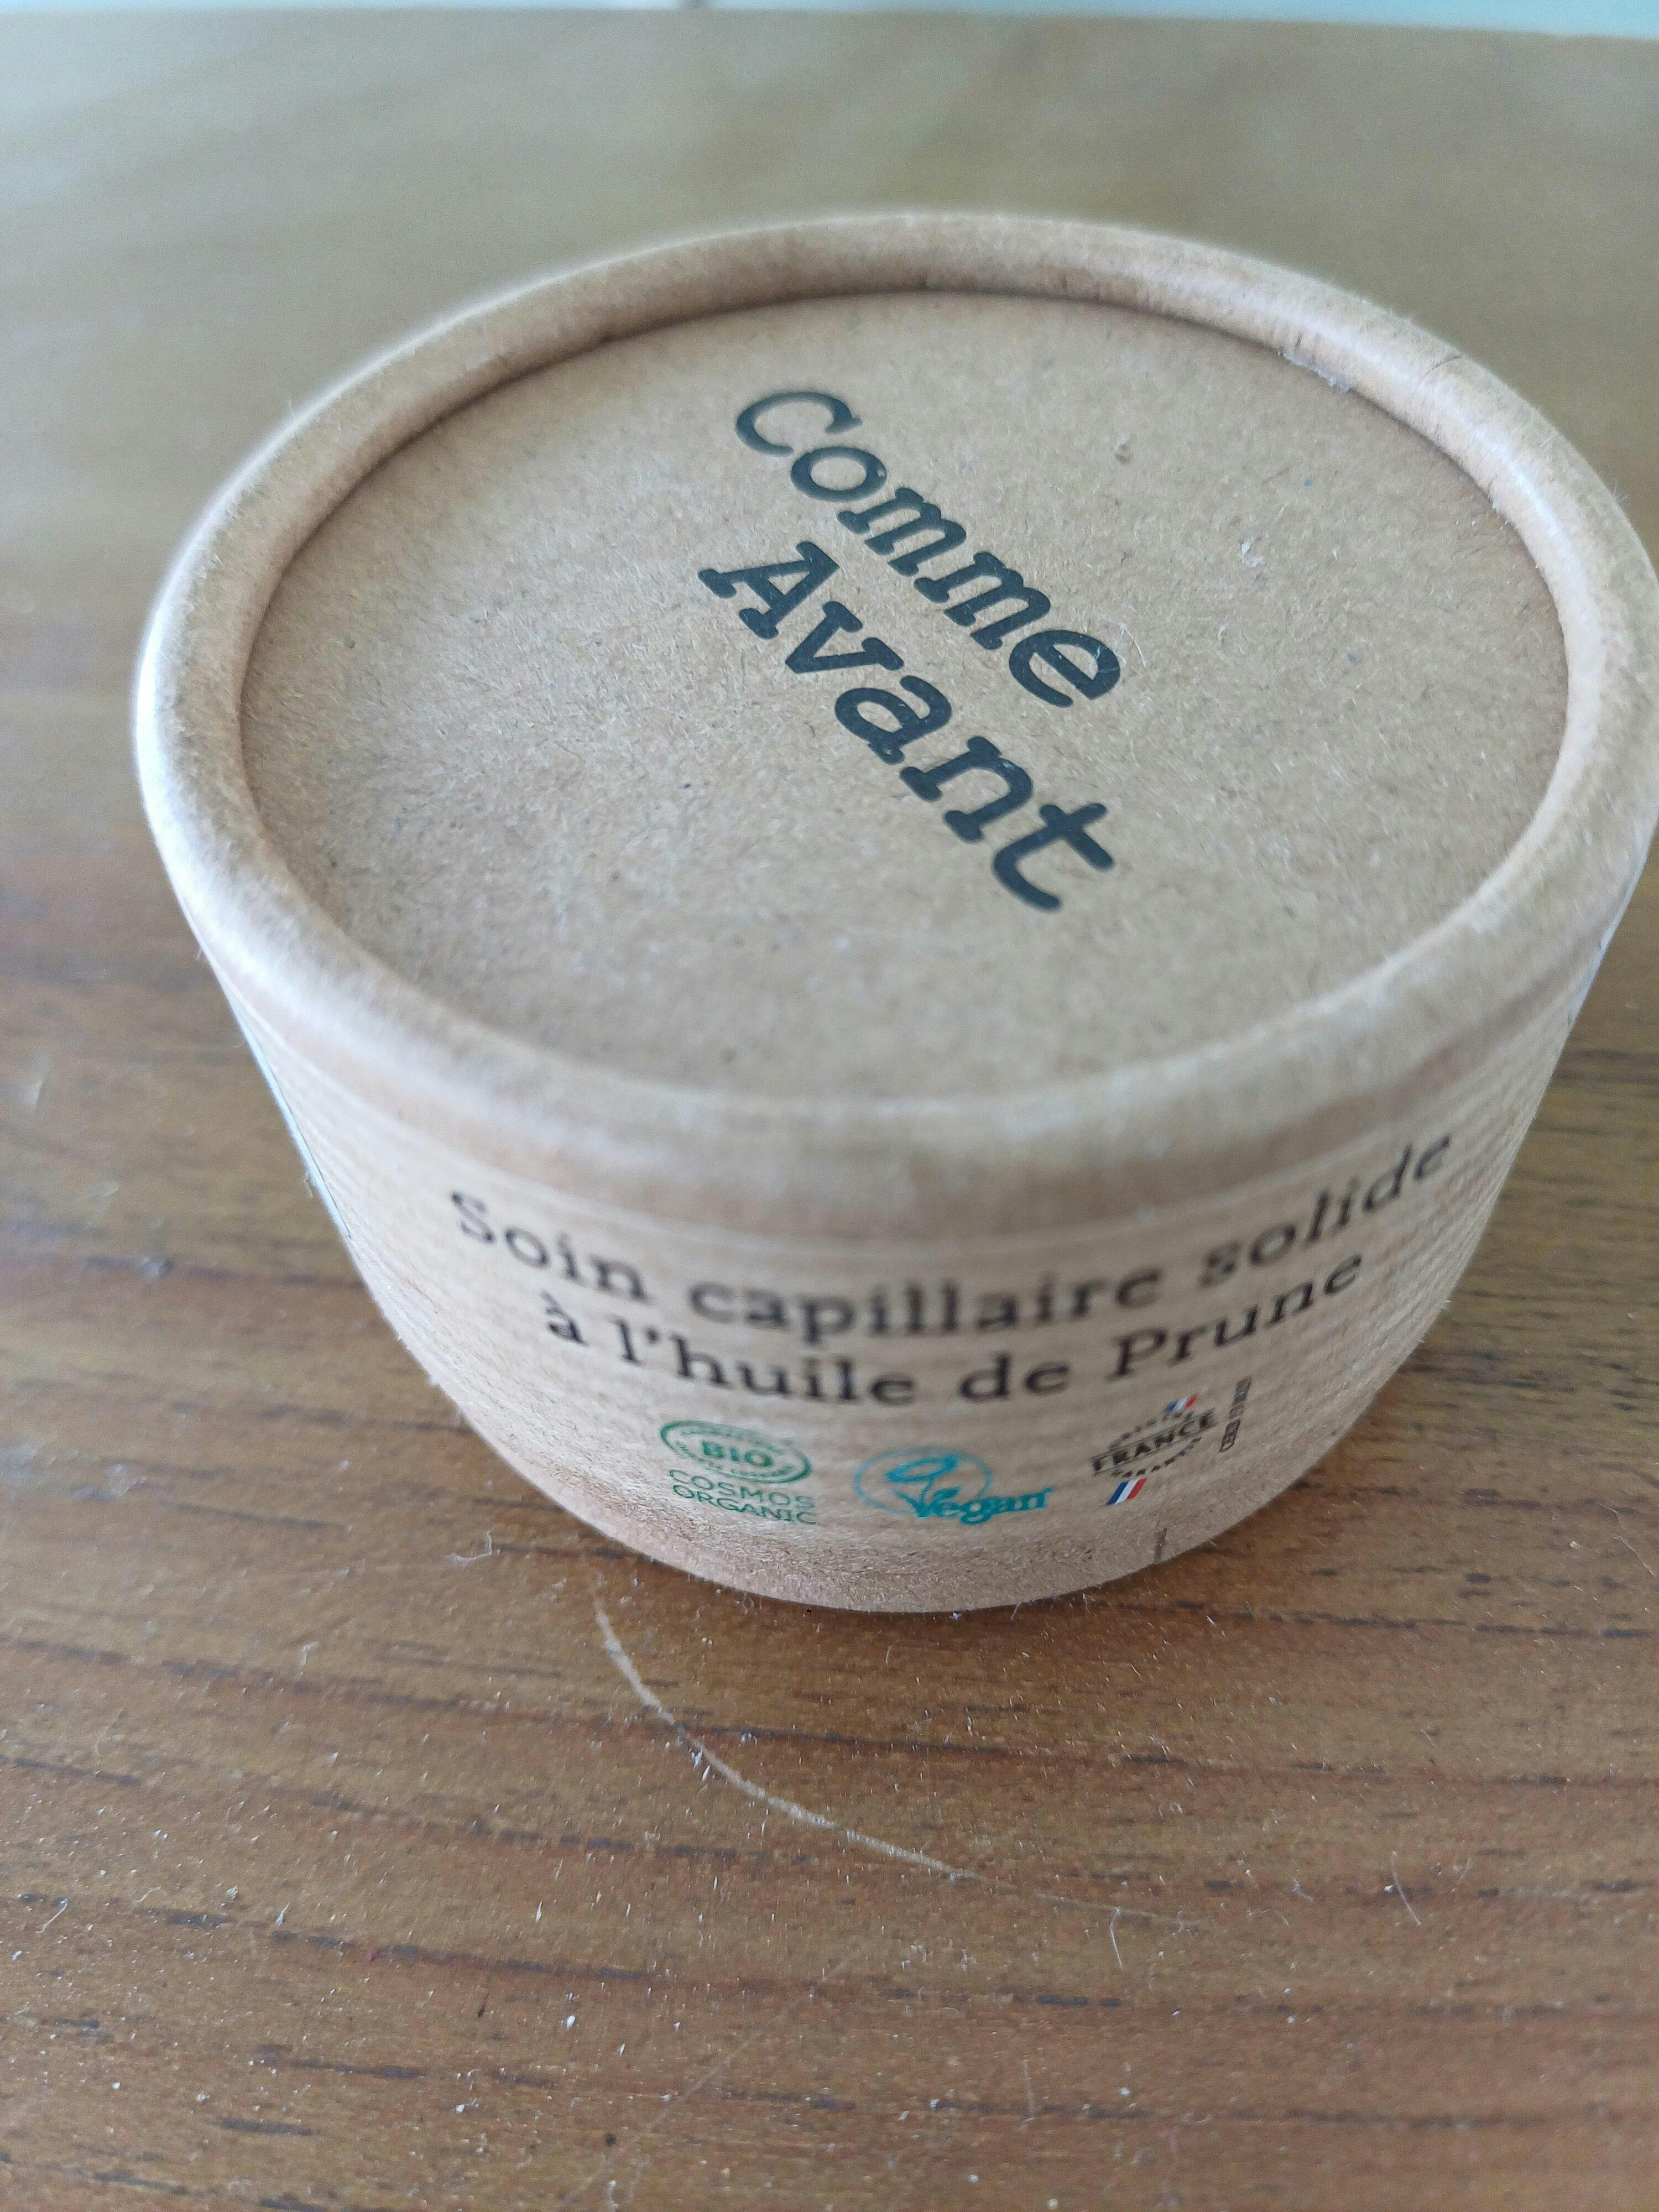 Comme
Avant
Soin capillaire solide
à l'huile de Prune
BIO
COSMOS
ORGANIC
Vegan
FRANCE